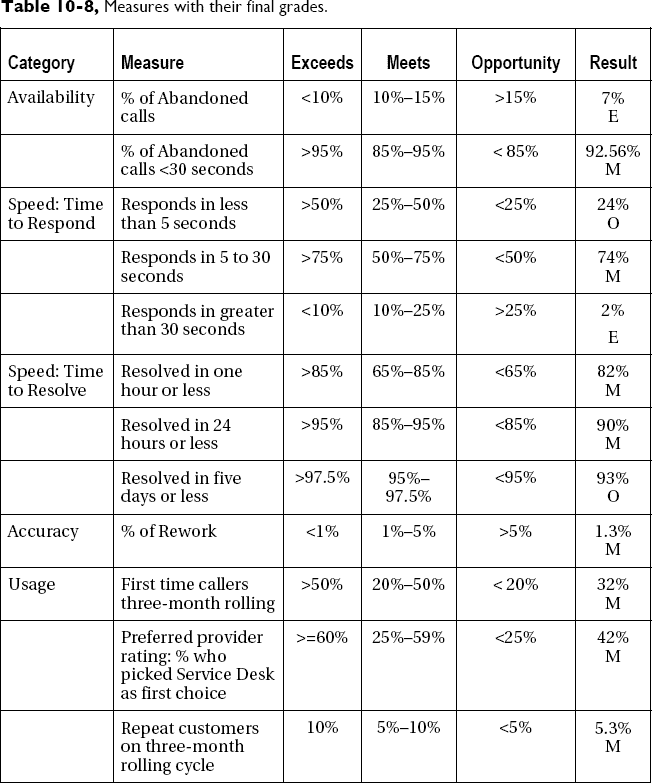 Table 10-8, Measures with their final grades.
Category Measure Exceeds Meets Opportunity Result
Availability % of Abandoned <10% 10%–15% >15% 7%
calls E
% of Abandoned >95% 85%–95% < 85% 92.56%
calls <30 seconds M
Speed: Time Responds in less >50% 25%–50% <25% 24%
to Respond than 5 seconds O
Responds in 5 to 30 >75% 50%–75% <50% 74%
seconds M
Responds in greater <10% 10%–25% >25% 2%
than 30 seconds E
Speed: Time Resolved in one >85% 65%–85% <65% 82%
to Resolve hour or less M
Resolved in 24 >95% 85%–95% <85% 90%
hours or less M
Resolved in five >97.5% 95%– <95% 93%
days or less 97.5% O
Accuracy % of Rework <1% 1%–5% >5% 1.3%
M
Usage First time callers >50% 20%–50% < 20% 32%
three-month rolling M
Preferred provider >=60% 25%–59% <25% 42%
rating: % who M
picked Service Desk
as first choice
Repeat customers 10% 5%–10% <5% 5.3%
on three-month M
rolling cycle